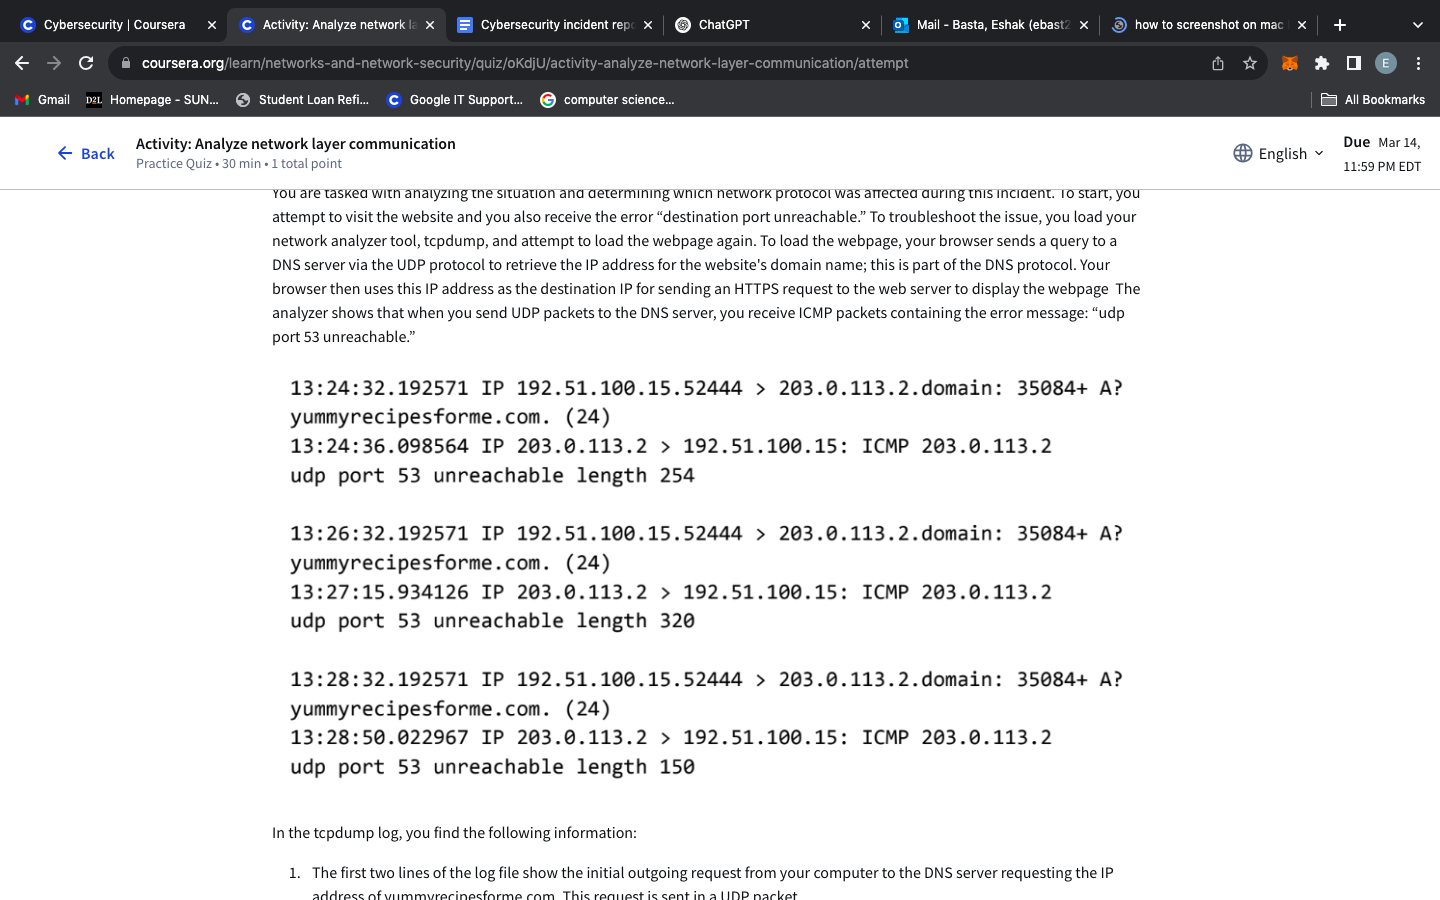 Cybersecurity | Coursera
Activity: Analyze network la
Cybersecurity incident repo
ChatGPT
Mail - Basta, Eshak (ebast2
how to screenshot on mac
coursera.org/learn/networks-and-network-security/quiz/oKdjU/activity-analyze-network-layer-communication/attempt
E
Gmail
D2L Homepage - SUN...
Student Loan Refi...
Google IT Support...
computer science...
All Bookmarks
Back
Activity: Analyze network layer communication
Practice Quiz • 30 min • 1 total point
English
Due Mar 14,
11:59 PM EDT
You are tasked with analyzing the situation and determining which network protocol was affected during this incident. To start, you
attempt to visit the website and you also receive the error “destination port unreachable.” To troubleshoot the issue, you load your
network analyzer tool, tcpdump, and attempt to load the webpage again. To load the webpage, your browser sends a query to a
DNS server via the UDP protocol to retrieve the IP address for the website's domain name; this is part of the DNS protocol. Your
browser then uses this IP address as the destination IP for sending an HTTPS request to the web server to display the webpage  The
analyzer shows that when you send UDP packets to the DNS server, you receive ICMP packets containing the error message: “udp
port 53 unreachable.”
13:24:32.192571 IP 192.51.100.15.52444 > 203.0.113.2.domain: 35084+ A?
yummyrecipesforme.com. (24)
13:24:36.098564 IP 203.0.113.2 > 192.51.100.15: ICMP 203.0.113.2
udp port 53 unreachable length 254
13:26:32.192571 IP 192.51.100.15.52444 > 203.0.113.2.domain: 35084+ A?
yummyrecipesforme.com. (24)
13:27:15.934126 IP 203.0.113.2 > 192.51.100.15: ICMP 203.0.113.2
udp port 53 unreachable length 320
13:28:32.192571 IP 192.51.100.15.52444 > 203.0.113.2.domain: 35084+ A?
yummyrecipesforme.com. (24)
13:28:50.022967 IP 203.0.113.2 > 192.51.100.15: ICMP 203.0.113.2
udp port 53 unreachable length 150
In the tcpdump log, you find the following information:
1. The first two lines of the log file show the initial outgoing request from your computer to the DNS server requesting the IP
address of yummyrecipesforme.com. This request is sent in a UDP packet.